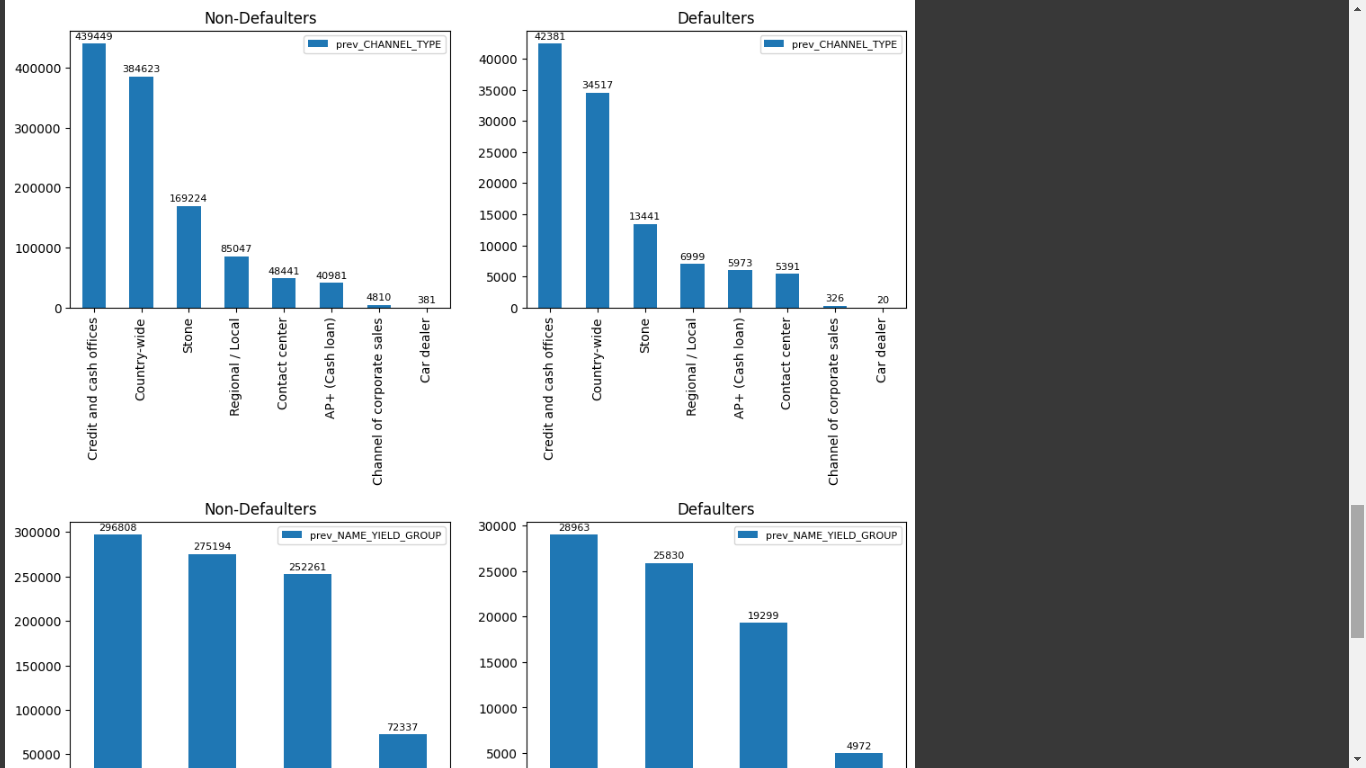 Non-Defaulters
439449
prev_CHANNEL_TYPE
384623
400000
300000
200000
169224
100000
85047
48441
40981
4810
381
0
Credit and cash offices
Country-wide
Stone
Regional / Local
Contact center
AP+ (Cash loan)
Channel of corporate sales
Car dealer
Defaulters
42381
prev_CHANNEL_TYPE
40000
34517
35000
30000
25000
20000
15000
13441
10000
6999
5973
5391
5000
326
20
0
Credit and cash offices
Country-wide
Stone
Regional / Local
AP+ (Cash loan)
Contact center
Channel of corporate sales
Car dealer
Non-Defaulters
296808
300000
prev_NAME_YIELD_GROUP
275194
252261
250000
200000
150000
100000
72337
50000
Defaulters
28963
30000
prev_NAME_YIELD_GROUP
25830
25000
19299
20000
15000
10000
4972
5000